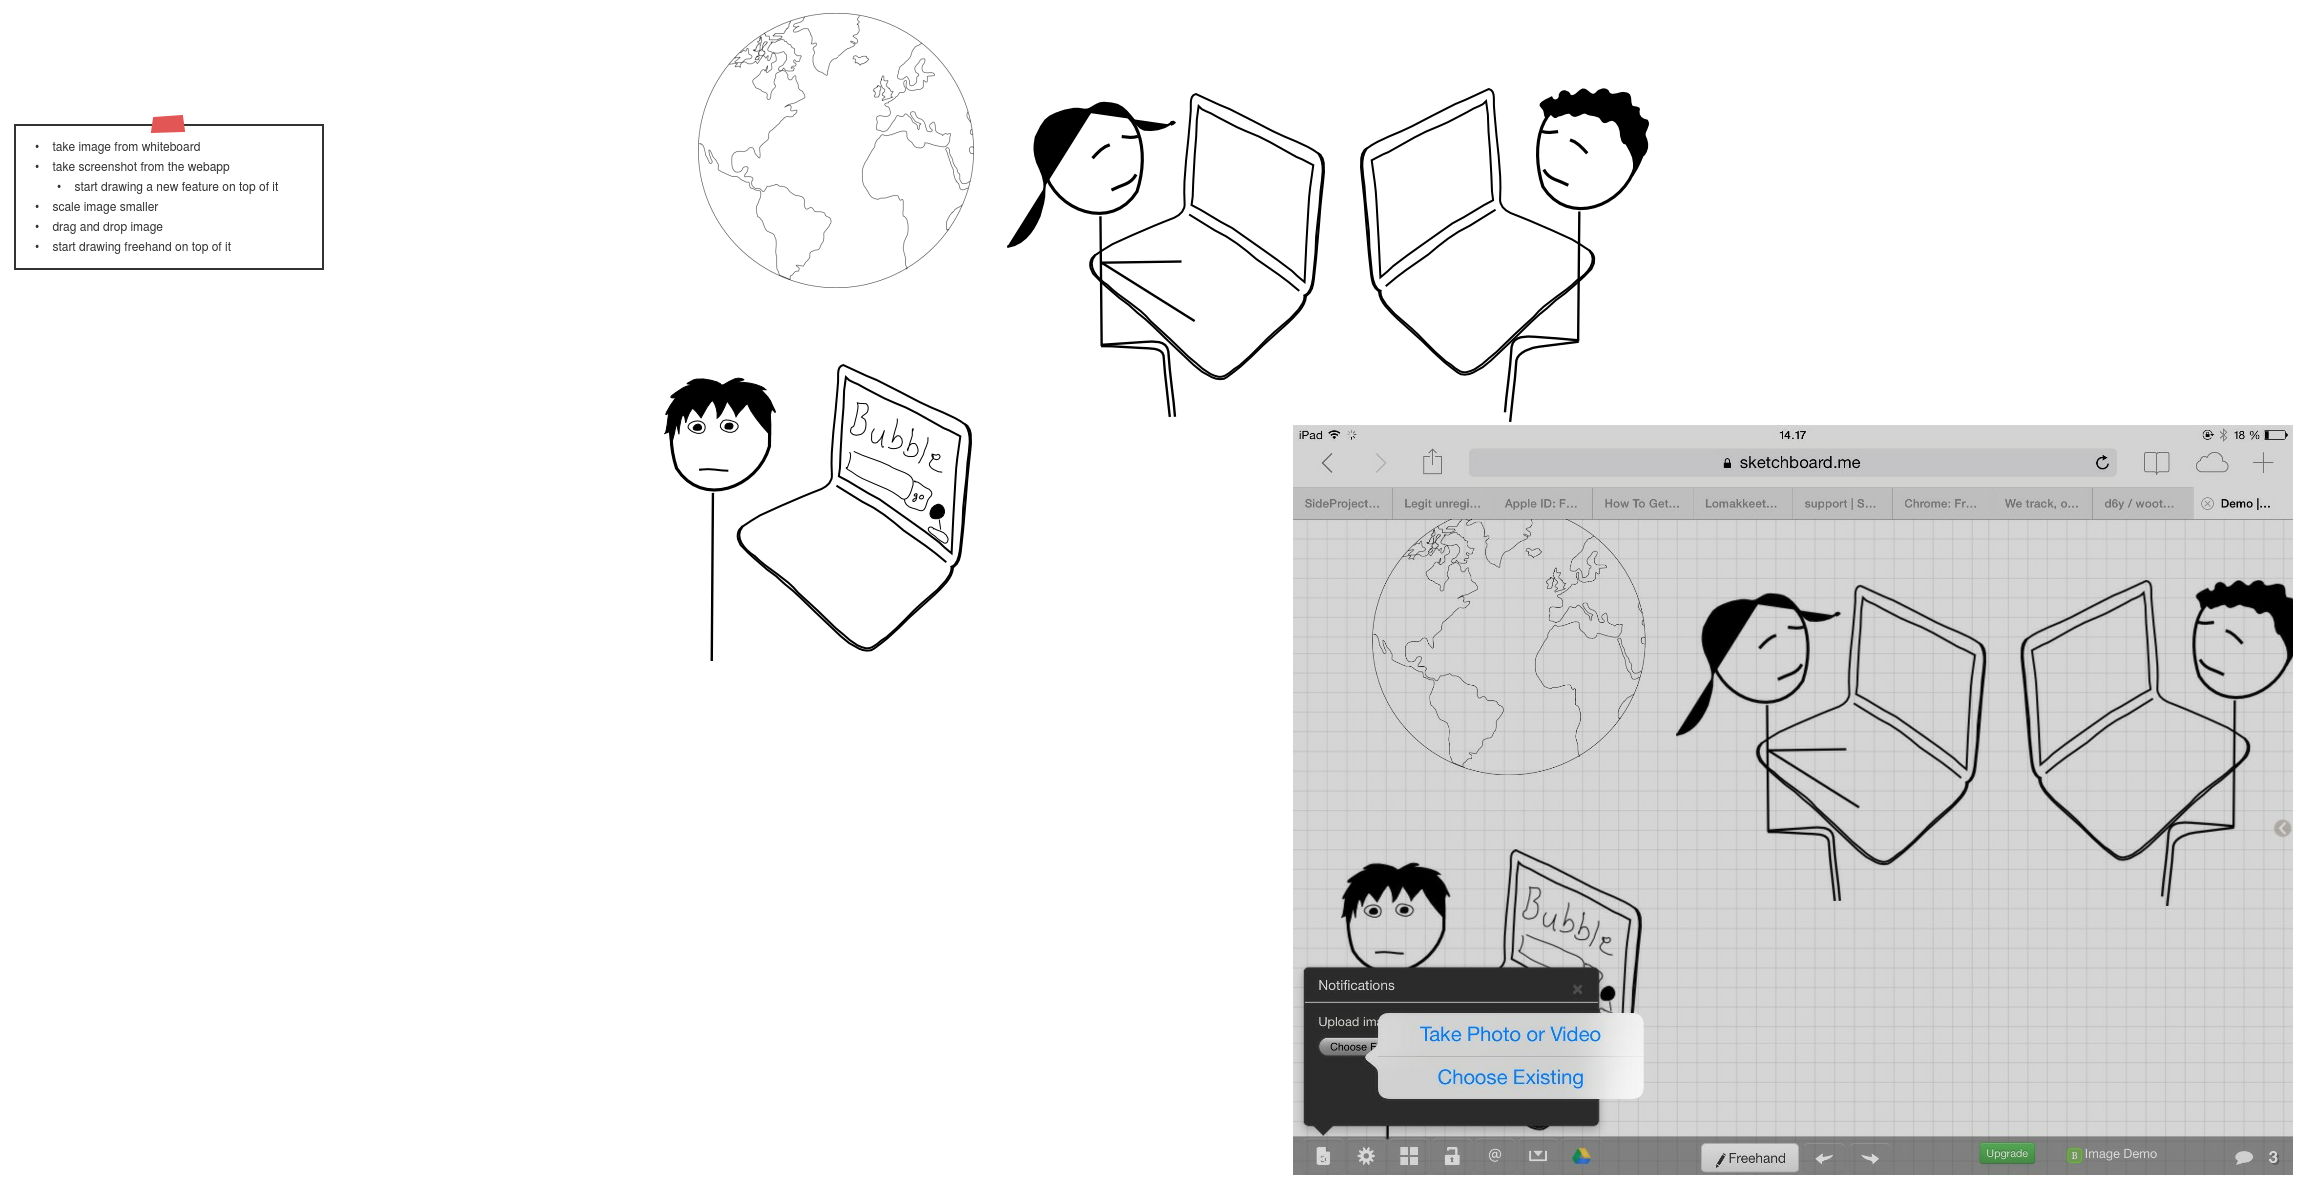 • take image from whiteboard
• take screenshot from the webapp
• start drawing a new feature on top of it
• scale image smaller
• drag and drop image
• start drawing freehand on top of it
Bubble
go
iPad 14.17 18 %
sketchboard.me
SideProject... Legit unregi... Apple ID: F... How To Get... Lomakkeet... support | S... Chrome: Fr... We track, o... d6y / woot... Demo |...
Bubble
Notifications
Upload ima
Choose F
Take Photo or Video
Choose Existing
@ Freehand Upgrade B Image Demo 3